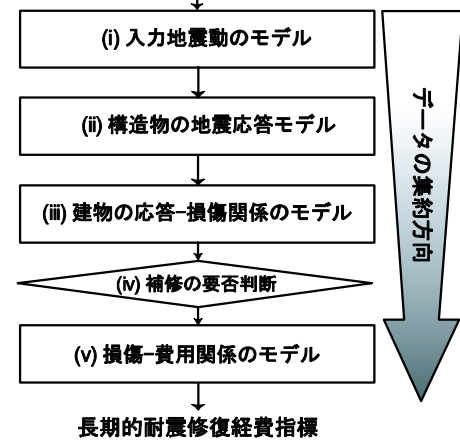 (i) 入力地震動のモデル
(ii) 構造物の地震応答モデル
(iii) 建物の応答-損傷関係のモデル
(iv) 補修の要否判断
(v) 損傷-費用関係のモデル
長期的耐震修復経費指標
データの集約方向